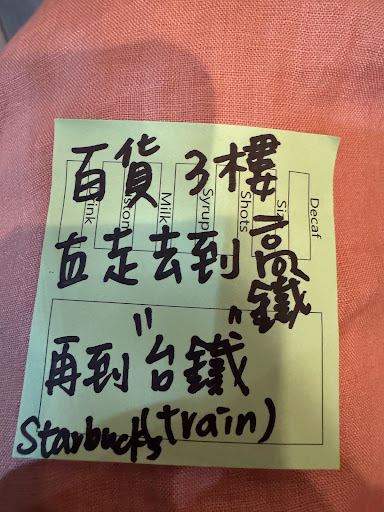 百貨 3樓
直走去到高鐵
再到"台鐵"
(train)
Starbucks
Decaf
Shots
Syrup
Milk